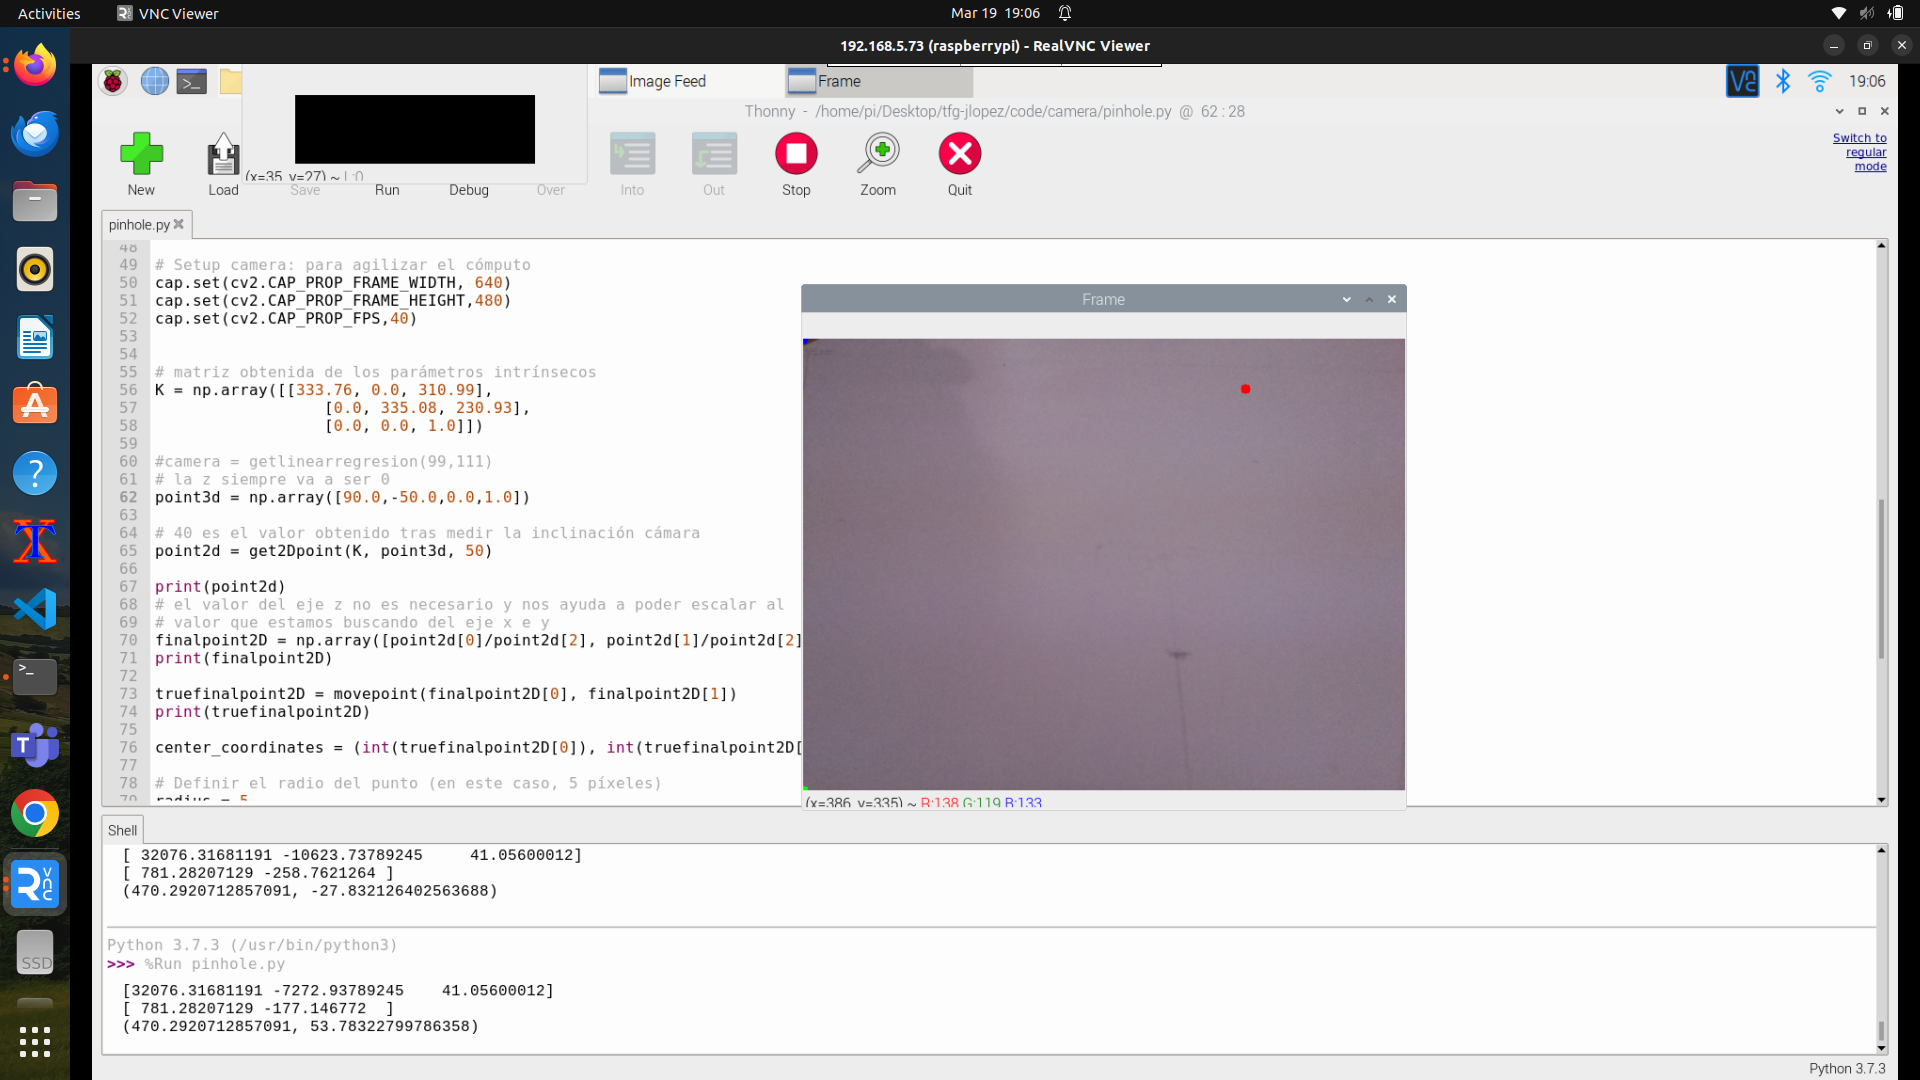 Activities
VNC Viewer
Mar 19 19:06
192.168.5.73 (raspberrypi) - RealVNC Viewer
Image Feed
Frame
19:06
Thonny - /home/pi/Desktop/tfg-jlopez/code/camera/pinhole.py @ 62 : 28
Switch to
regular
mode
(x=35, y=27) ~ L:0
New
Load
Save
Run
Debug
Over
Into
Out
Stop
Zoom
Quit
pinhole.py
48
49 # Setup camera: para agilizar el cómputo
50 cap.set(cv2.CAP_PROP_FRAME_WIDTH, 640)
51 cap.set(cv2.CAP_PROP_FRAME_HEIGHT,480)
52 cap.set(cv2.CAP_PROP_FPS,40)
53
54
55 # matriz obtenida de los parámetros intrínsecos
56 K = np.array([[333.76, 0.0, 310.99],
57 [0.0, 335.08, 230.93],
58 [0.0, 0.0, 1.0]])
59
60 #camera = getlinearregresion(99,111)
61 # la z siempre va a ser 0
62 point3d = np.array([90.0,-50.0,0.0,1.0])
63
64 # 40 es el valor obtenido tras medir la inclinación cámara
65 point2d = get2Dpoint(K, point3d, 50)
66
67 print(point2d)
68 # el valor del eje z no es necesario y nos ayuda a poder escalar al
69 # valor que estamos buscando del eje x e y
70 finalpoint2D = np.array([point2d[0]/point2d[2], point2d[1]/point2d[2]
71 print(finalpoint2D)
72
73 truefinalpoint2D = movepoint(finalpoint2D[0], finalpoint2D[1])
74 print(truefinalpoint2D)
75
76 center_coordinates = (int(truefinalpoint2D[0]), int(truefinalpoint2D[
77
78 # Definir el radio del punto (en este caso, 5 píxeles)
79 radius = 5
Frame
(x=386, y=335) ~ R:138 G:119 B:133
Shell
[ 32076.31681191 -10623.73789245 41.05600012]
[ 781.28207129 -258.7621264 ]
(470.2920712857091, -27.832126402563688)
Python 3.7.3 (/usr/bin/python3)
>>> %Run pinhole.py
[32076.31681191 -7272.93789245 41.05600012]
[ 781.28207129 -177.146772 ]
(470.2920712857091, 53.78322799786358)
SSD
Python 3.7.3